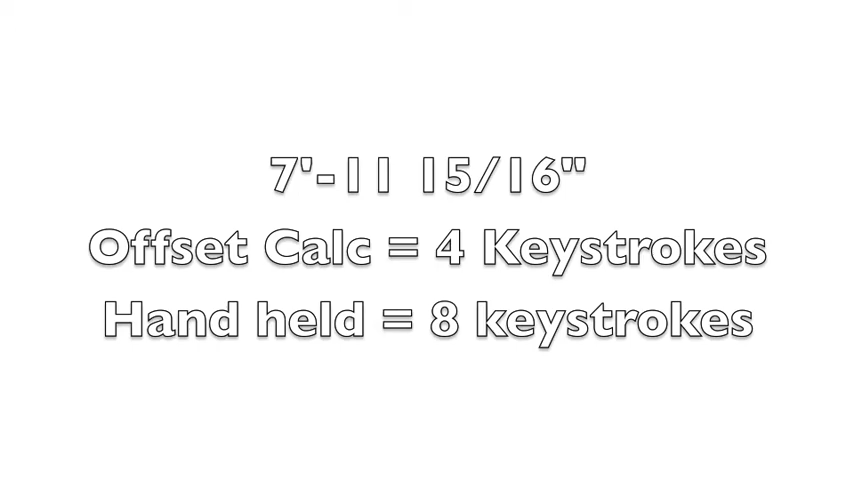 7'-11 15/16"
Offset Calc = 4 Keystrokes
Hand held = 8 keystrokes